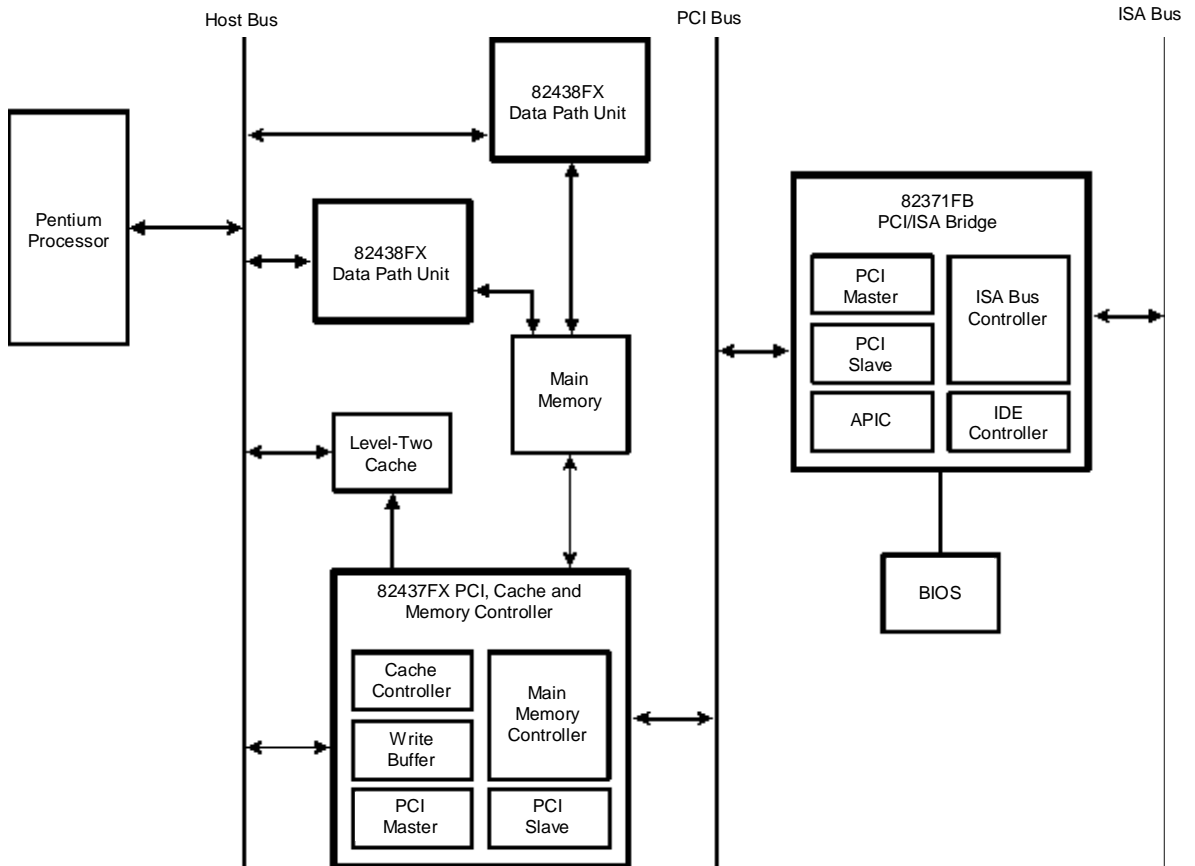 Host Bus
PCI Bus
ISA Bus
82438FX
Data Path Unit
Pentium
Processor
82438FX
Data Path Unit
82371FB
PCI/ISA Bridge
PCI
Master
ISA Bus
Controller
PCI
Slave
APIC
IDE
Controller
Main
Memory
Level-Two
Cache
BIOS
82437FX PCI, Cache and
Memory Controller
Cache
Controller
Main
Memory
Controller
Write
Buffer
PCI
Master
PCI
Slave